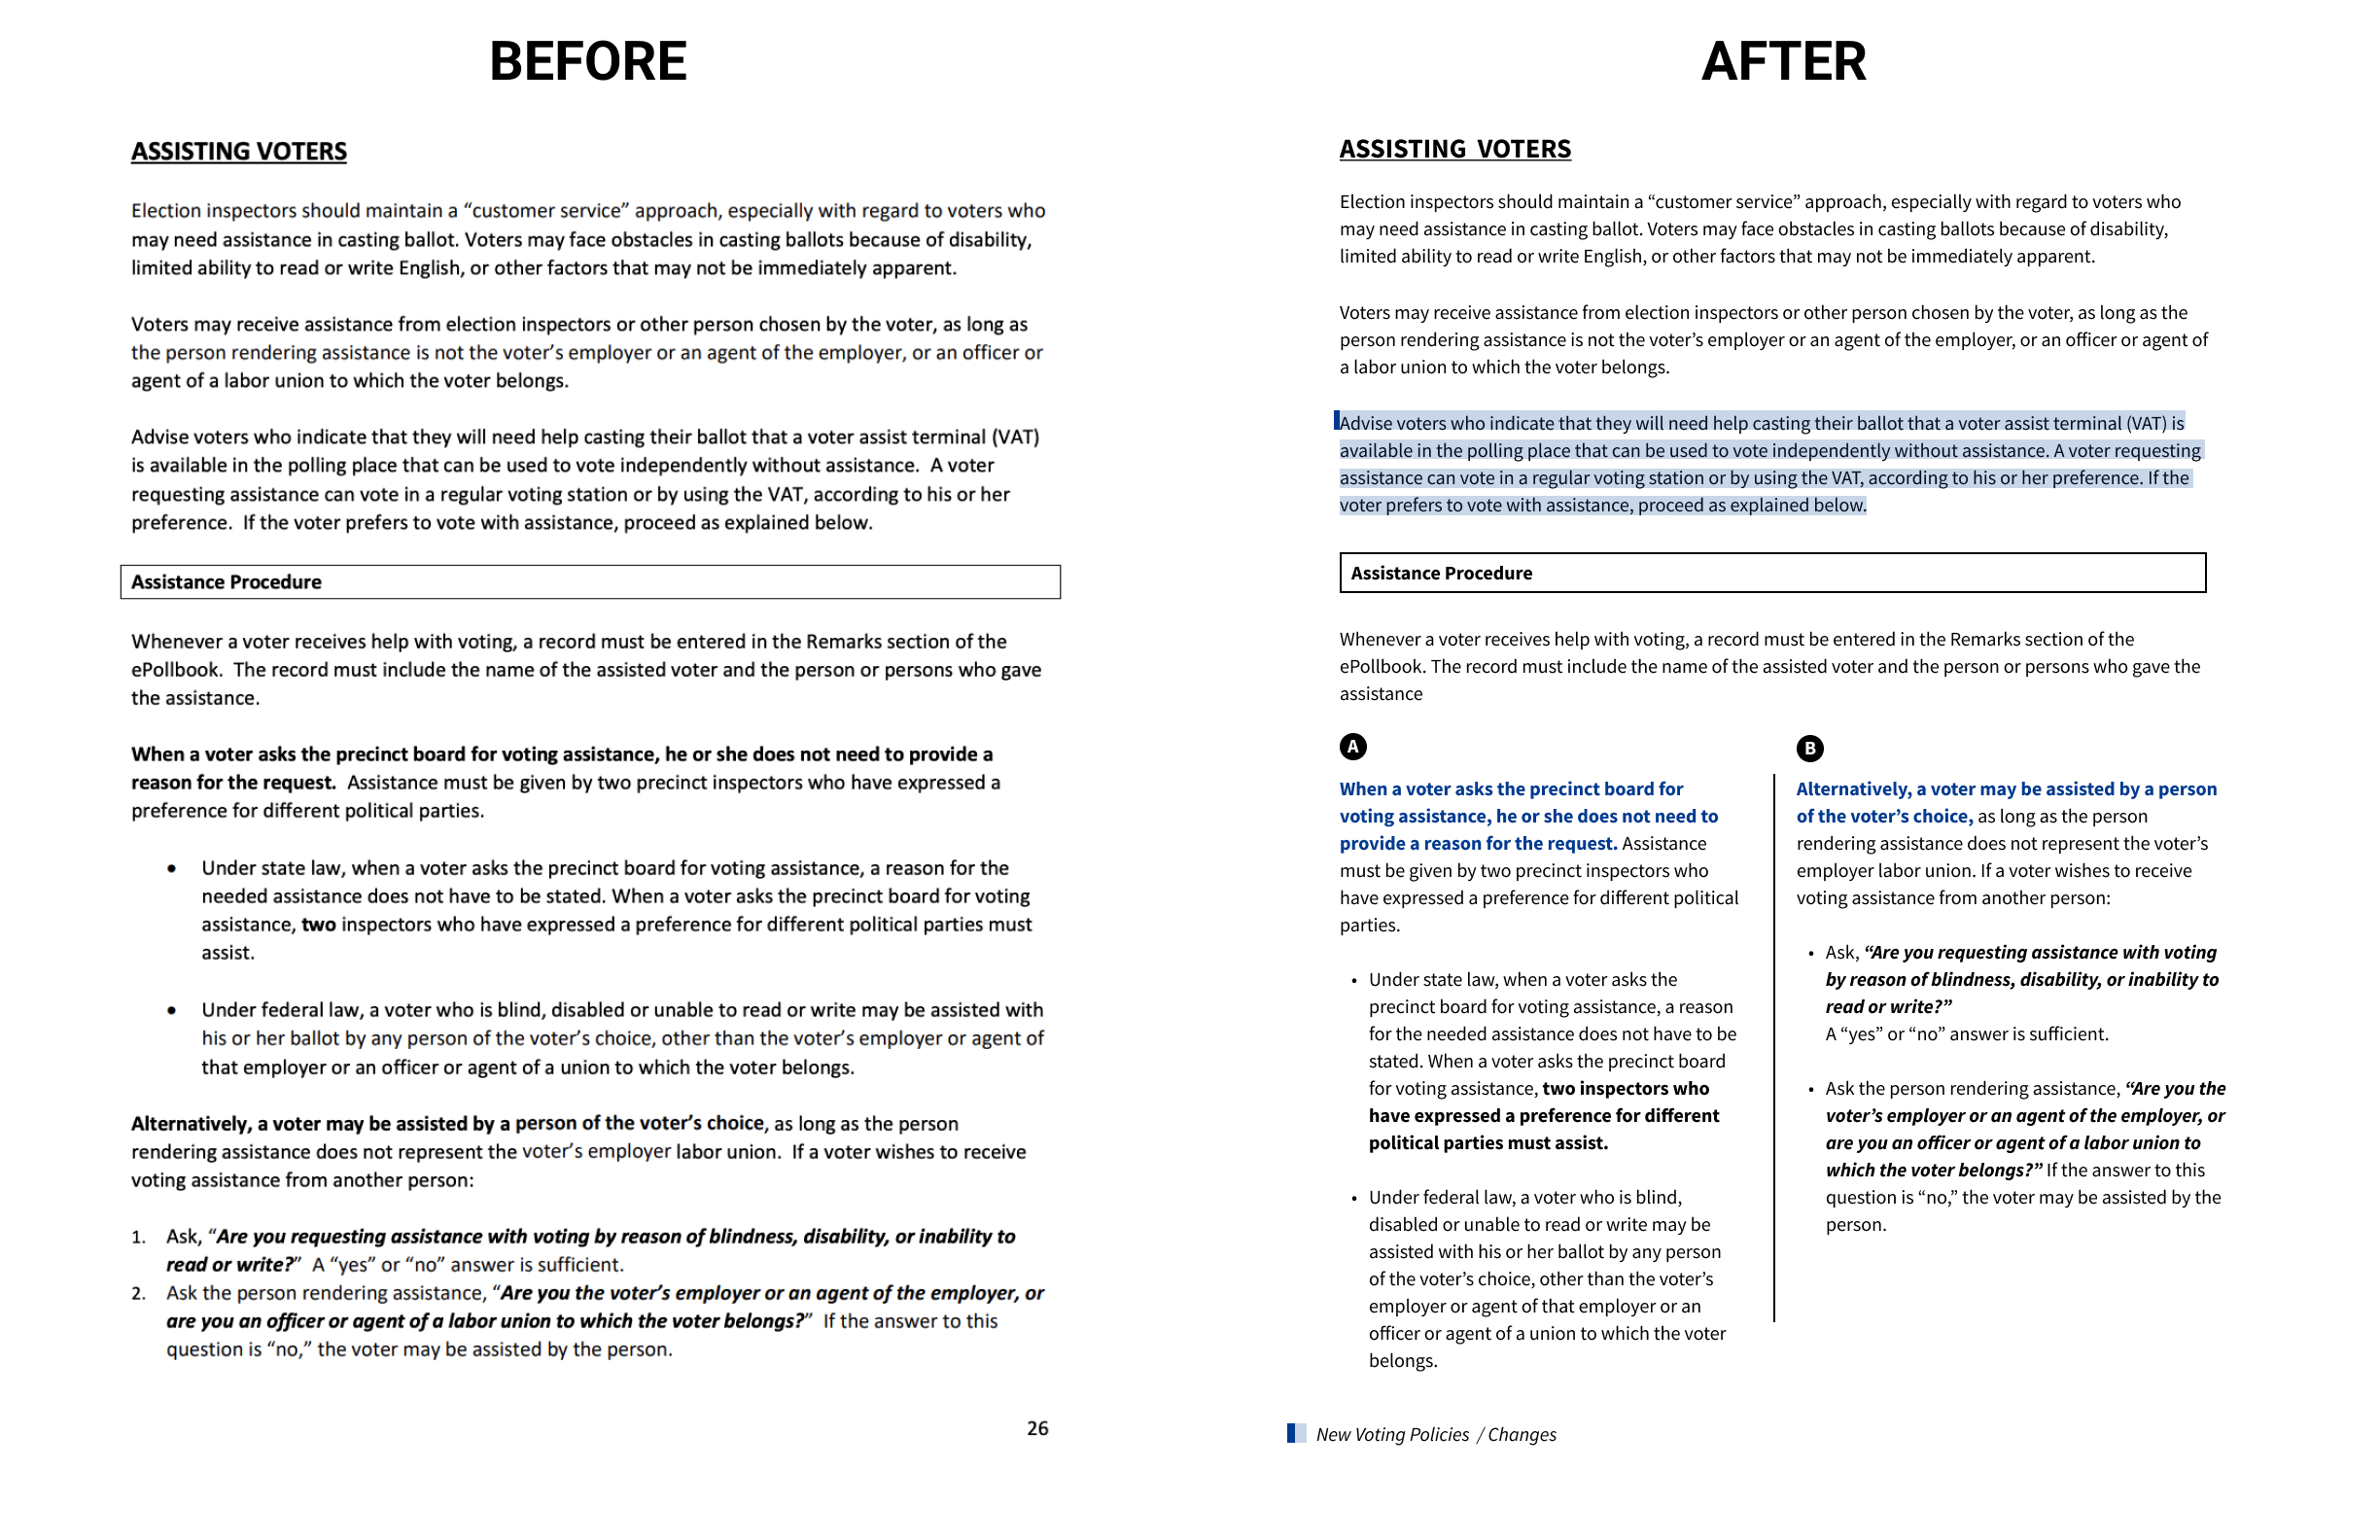 BEFORE
ASSISTING VOTERS
Election inspectors should maintain a “customer service” approach, especially with regard to voters who
may need assistance in casting ballot. Voters may face obstacles in casting ballots because of disability,
limited ability to read or write English, or other factors that may not be immediately apparent.
Voters may receive assistance from election inspectors or other person chosen by the voter, as long as
the person rendering assistance is not the voter’s employer or an agent of the employer, or an officer or
agent of a labor union to which the voter belongs.
Advise voters who indicate that they will need help casting their ballot that a voter assist terminal (VAT)
is available in the polling place that can be used to vote independently without assistance.  A voter
requesting assistance can vote in a regular voting station or by using the VAT, according to his or her
preference.  If the voter prefers to vote with assistance, proceed as explained below.
Assistance Procedure
Whenever a voter receives help with voting, a record must be entered in the Remarks section of the
ePollbook.  The record must include the name of the assisted voter and the person or persons who gave
the assistance.
When a voter asks the precinct board for voting assistance, he or she does not need to provide a
reason for the request.  Assistance must be given by two precinct inspectors who have expressed a
preference for different political parties.
• Under state law, when a voter asks the precinct board for voting assistance, a reason for the
needed assistance does not have to be stated. When a voter asks the precinct board for voting
assistance, two inspectors who have expressed a preference for different political parties must
assist.
• Under federal law, a voter who is blind, disabled or unable to read or write may be assisted with
his or her ballot by any person of the voter’s choice, other than the voter’s employer or agent of
that employer or an officer or agent of a union to which the voter belongs.
Alternatively, a voter may be assisted by a person of the voter’s choice, as long as the person
rendering assistance does not represent the voter’s employer labor union.  If a voter wishes to receive
voting assistance from another person:
1. Ask, “Are you requesting assistance with voting by reason of blindness, disability, or inability to
read or write?”  A “yes” or “no” answer is sufficient.
2. Ask the person rendering assistance, “Are you the voter’s employer or an agent of the employer, or
are you an officer or agent of a labor union to which the voter belongs?”  If the answer to this
question is “no,” the voter may be assisted by the person.
26
AFTER
ASSISTING VOTERS
Election inspectors should maintain a “customer service” approach, especially with regard to voters who
may need assistance in casting ballot. Voters may face obstacles in casting ballots because of disability,
limited ability to read or write English, or other factors that may not be immediately apparent.
Voters may receive assistance from election inspectors or other person chosen by the voter, as long as the
person rendering assistance is not the voter’s employer or an agent of the employer, or an officer or agent of
a labor union to which the voter belongs.
Advise voters who indicate that they will need help casting their ballot that a voter assist terminal (VAT) is
available in the polling place that can be used to vote independently without assistance. A voter requesting
assistance can vote in a regular voting station or by using the VAT, according to his or her preference. If the
voter prefers to vote with assistance, proceed as explained below.
Assistance Procedure
Whenever a voter receives help with voting, a record must be entered in the Remarks section of the
ePollbook. The record must include the name of the assisted voter and the person or persons who gave the
assistance
A
When a voter asks the precinct board for
voting assistance, he or she does not need to
provide a reason for the request. Assistance
must be given by two precinct inspectors who
have expressed a preference for different political
parties.
• Under state law, when a voter asks the
precinct board for voting assistance, a reason
for the needed assistance does not have to be
stated. When a voter asks the precinct board
for voting assistance, two inspectors who
have expressed a preference for different
political parties must assist.
• Under federal law, a voter who is blind,
disabled or unable to read or write may be
assisted with his or her ballot by any person
of the voter’s choice, other than the voter’s
employer or agent of that employer or an
officer or agent of a union to which the voter
belongs.
B
Alternatively, a voter may be assisted by a person
of the voter’s choice, as long as the person
rendering assistance does not represent the voter’s
employer labor union. If a voter wishes to receive
voting assistance from another person:
• Ask, “Are you requesting assistance with voting
by reason of blindness, disability, or inability to
read or write?”
A “yes” or “no” answer is sufficient.
• Ask the person rendering assistance, “Are you the
voter’s employer or an agent of the employer, or
are you an officer or agent of a labor union to
which the voter belongs?” If the answer to this
question is “no,” the voter may be assisted by the
person.
New Voting Policies / Changes